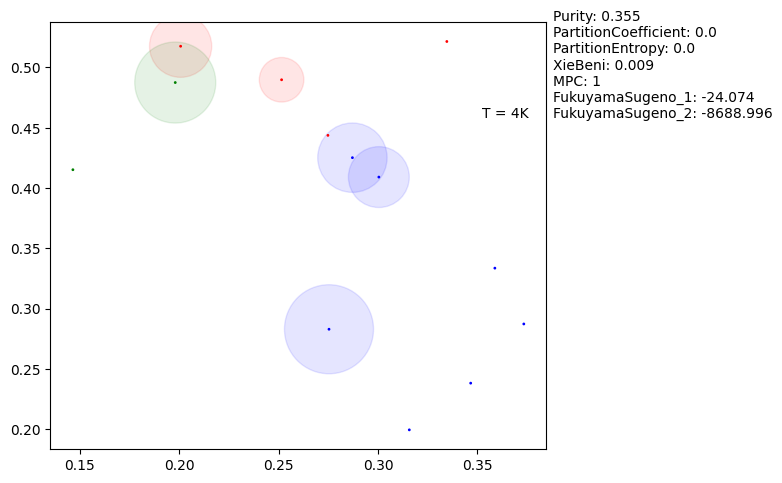 Purity: 0.355
PartitionCoefficient: 0.0
PartitionEntropy: 0.0
XieBeni: 0.009
MPC: 1
FukuyamaSugeno_1: -24.074
FukuyamaSugeno_2: -8688.996
T = 4K
0.50
0.45
0.40
0.35
0.30
0.25
0.20
0.15 0.20 0.25 0.30 0.35